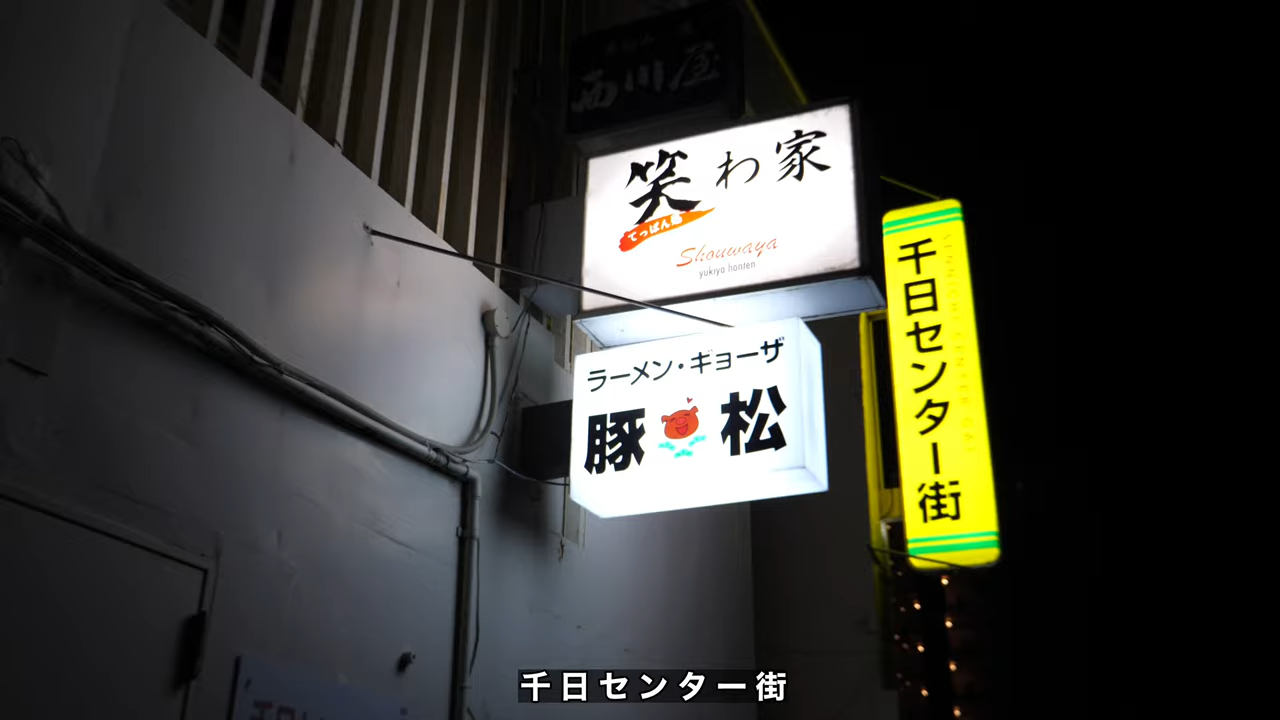 西川屋
笑わ家
てっぱん庵
Shouwaya
yukiya honten
ラーメン・ギョーザ
豚松
千日センター街
千日センター街